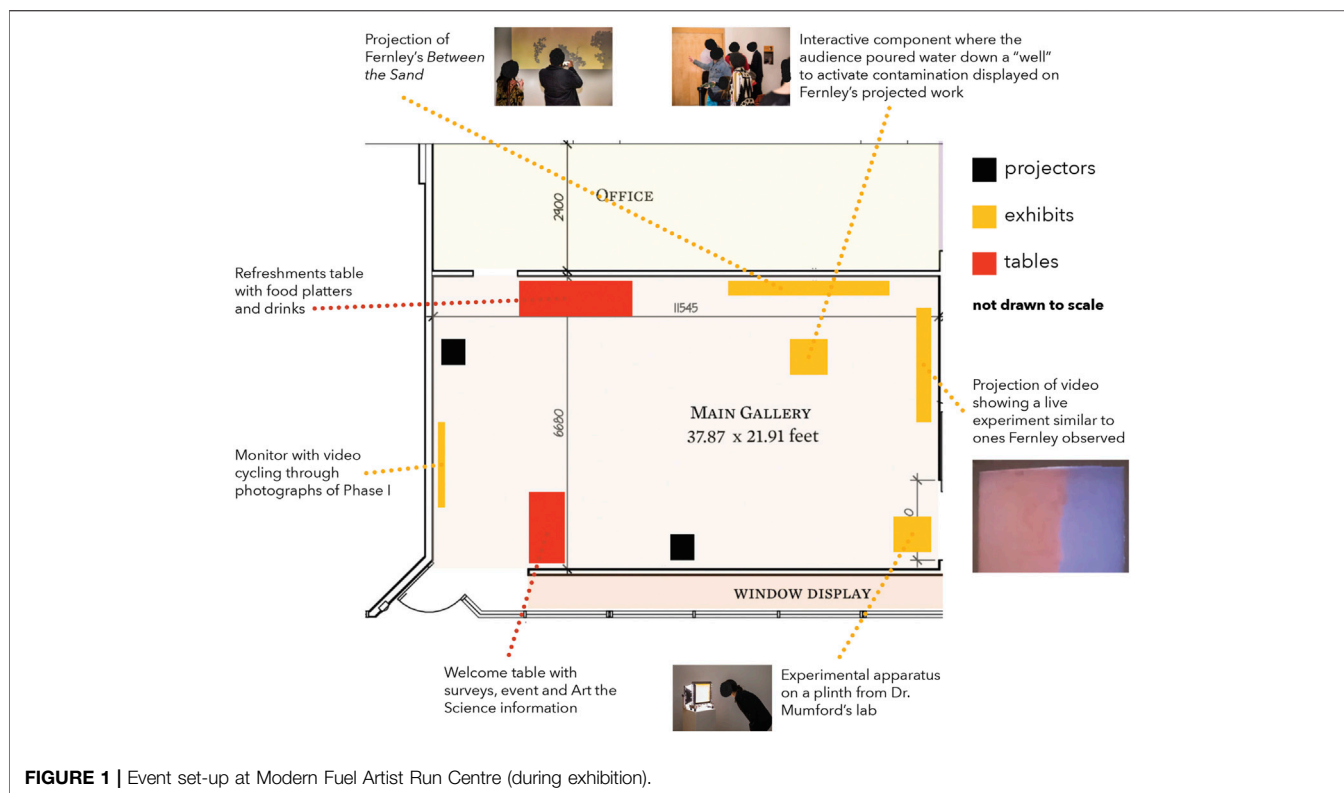 Projection of
Fernley's Between
the Sand
Interactive component where the
audience poured water down a “well”
to activate contamination displayed on
Fernley's projected work
projectors
exhibits
tables
not drawn to scale
OFFICE
2400
Refreshments table
with food platters
and drinks
11545
MAIN GALLERY
37.87 x 21.91 feet
6680
Projection of video
showing a live
experiment similar to
ones Fernley observed
Monitor with video
cycling through
photographs of Phase I
0
WINDOW DISPLAY
Welcome table with
surveys, event and Art the
Science information
Experimental apparatus
on a plinth from Dr.
Mumford's lab
FIGURE 1 | Event set-up at Modern Fuel Artist Run Centre (during exhibition).